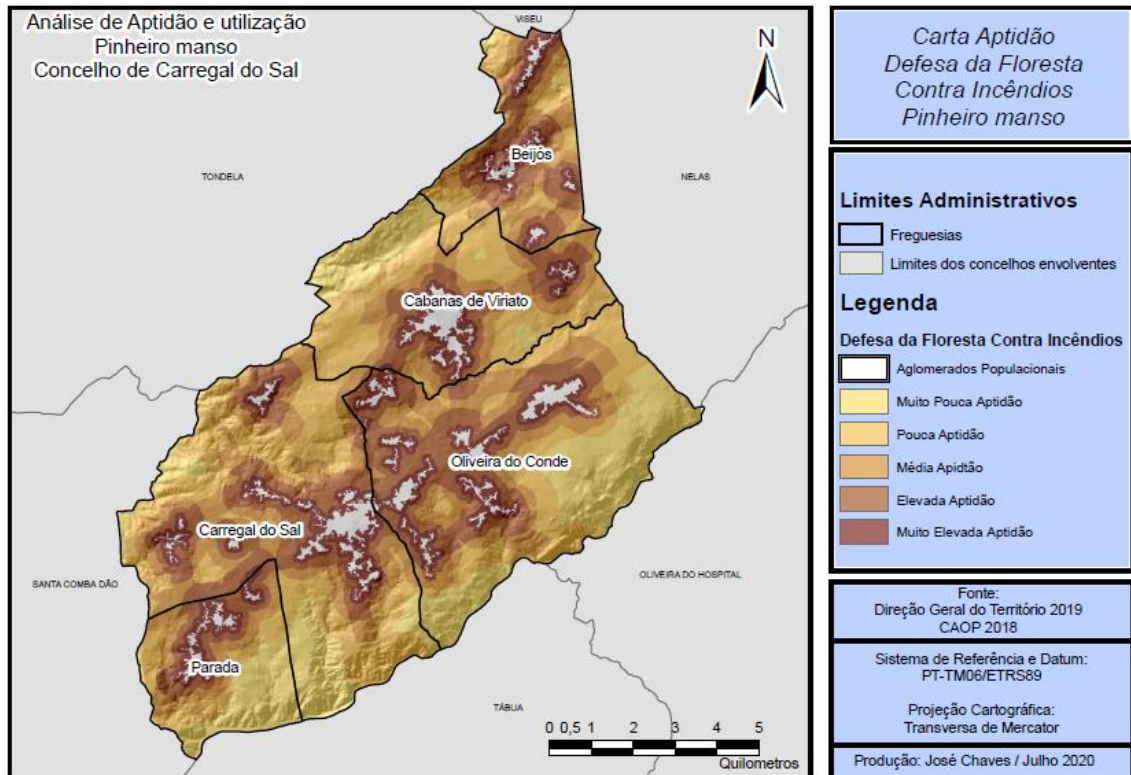 Análise de Aptidão e utilização
Pinheiro manso
Concelho de Carregal do Sal
VISEU
N
Beijós
TONDELA
NELAS
Cabanas de Viriato
Oliveira do Conde
Carregal do Sal
SANTA COMBA DÃO
OLIVEIRA DO HOSPITAL
Parada
TÁBUA
0 0,5 1 2 3 4 5
Quilometros
Carta Aptidão
Defesa da Floresta
Contra Incêndios
Pinheiro manso
Limites Administrativos
Freguesias
Limites dos concelhos envolventes
Legenda
Defesa da Floresta Contra Incêndios
Aglomerados Populacionais
Muito Pouca Aptidão
Pouca Aptidão
Média Apidtão
Elevada Aptidão
Muito Elevada Aptidão
Fonte:
Direção Geral do Território 2019
CAOP 2018
Sistema de Referência e Datum:
PT-TM06/ETRS89
Projeção Cartográfica:
Transversa de Mercator
Produção: José Chaves / Julho 2020